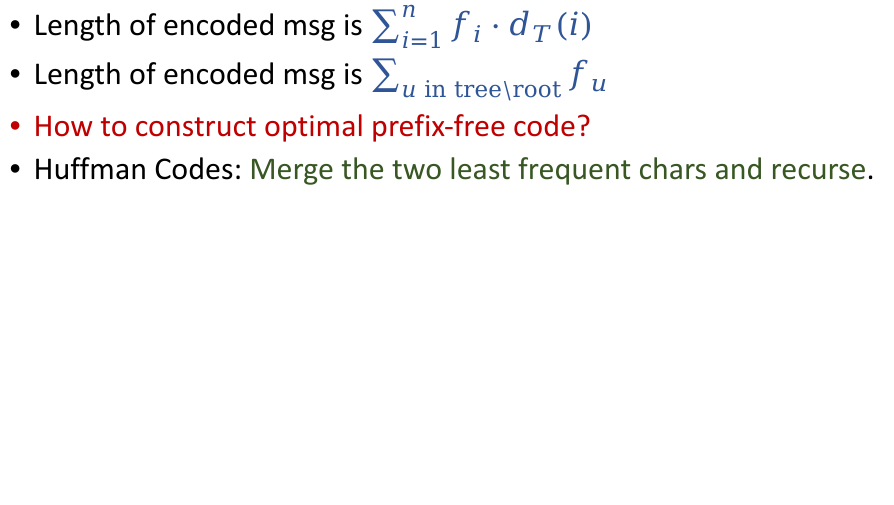 • Length of encoded msg is ∑_{i=1}^{n} f_i · d_T(i)
• Length of encoded msg is ∑_{u in tree\root} f_u
• How to construct optimal prefix-free code?
• Huffman Codes: Merge the two least frequent chars and recurse.